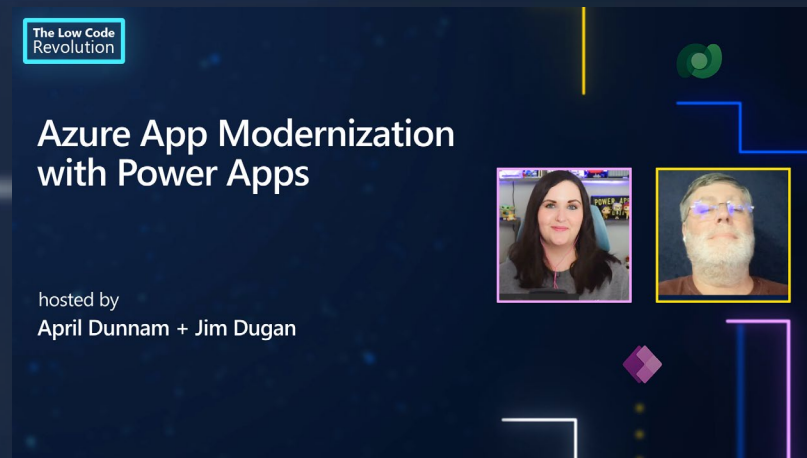 The Low Code
Revolution
Azure App Modernization
with Power Apps
hosted by
April Dunnam + Jim Dugan